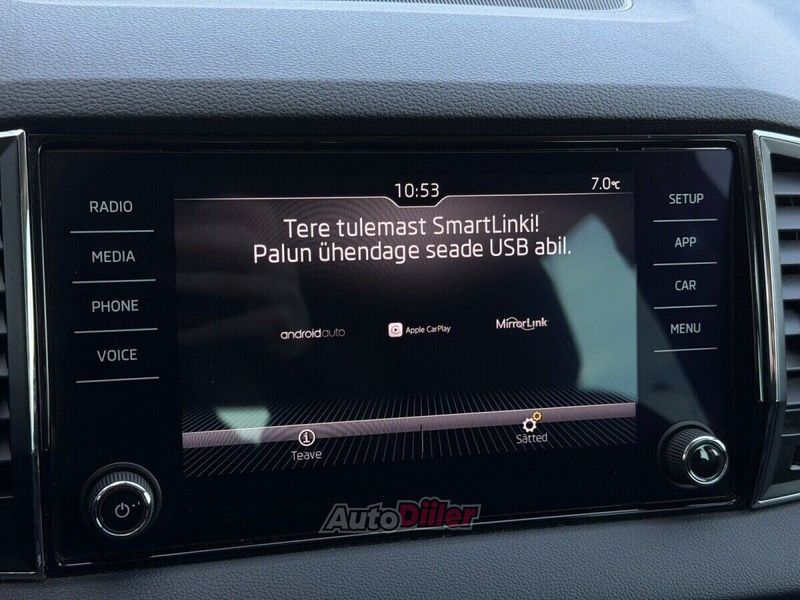 10:53
7.0°C
Tere tulemast SmartLinki!
Palun ühendage seade USB abil.
androidauto
Apple CarPlay
MirrorLink
Teave
Sätted
RADIO
MEDIA
PHONE
VOICE
SETUP
APP
CAR
MENU
AutoDiiler